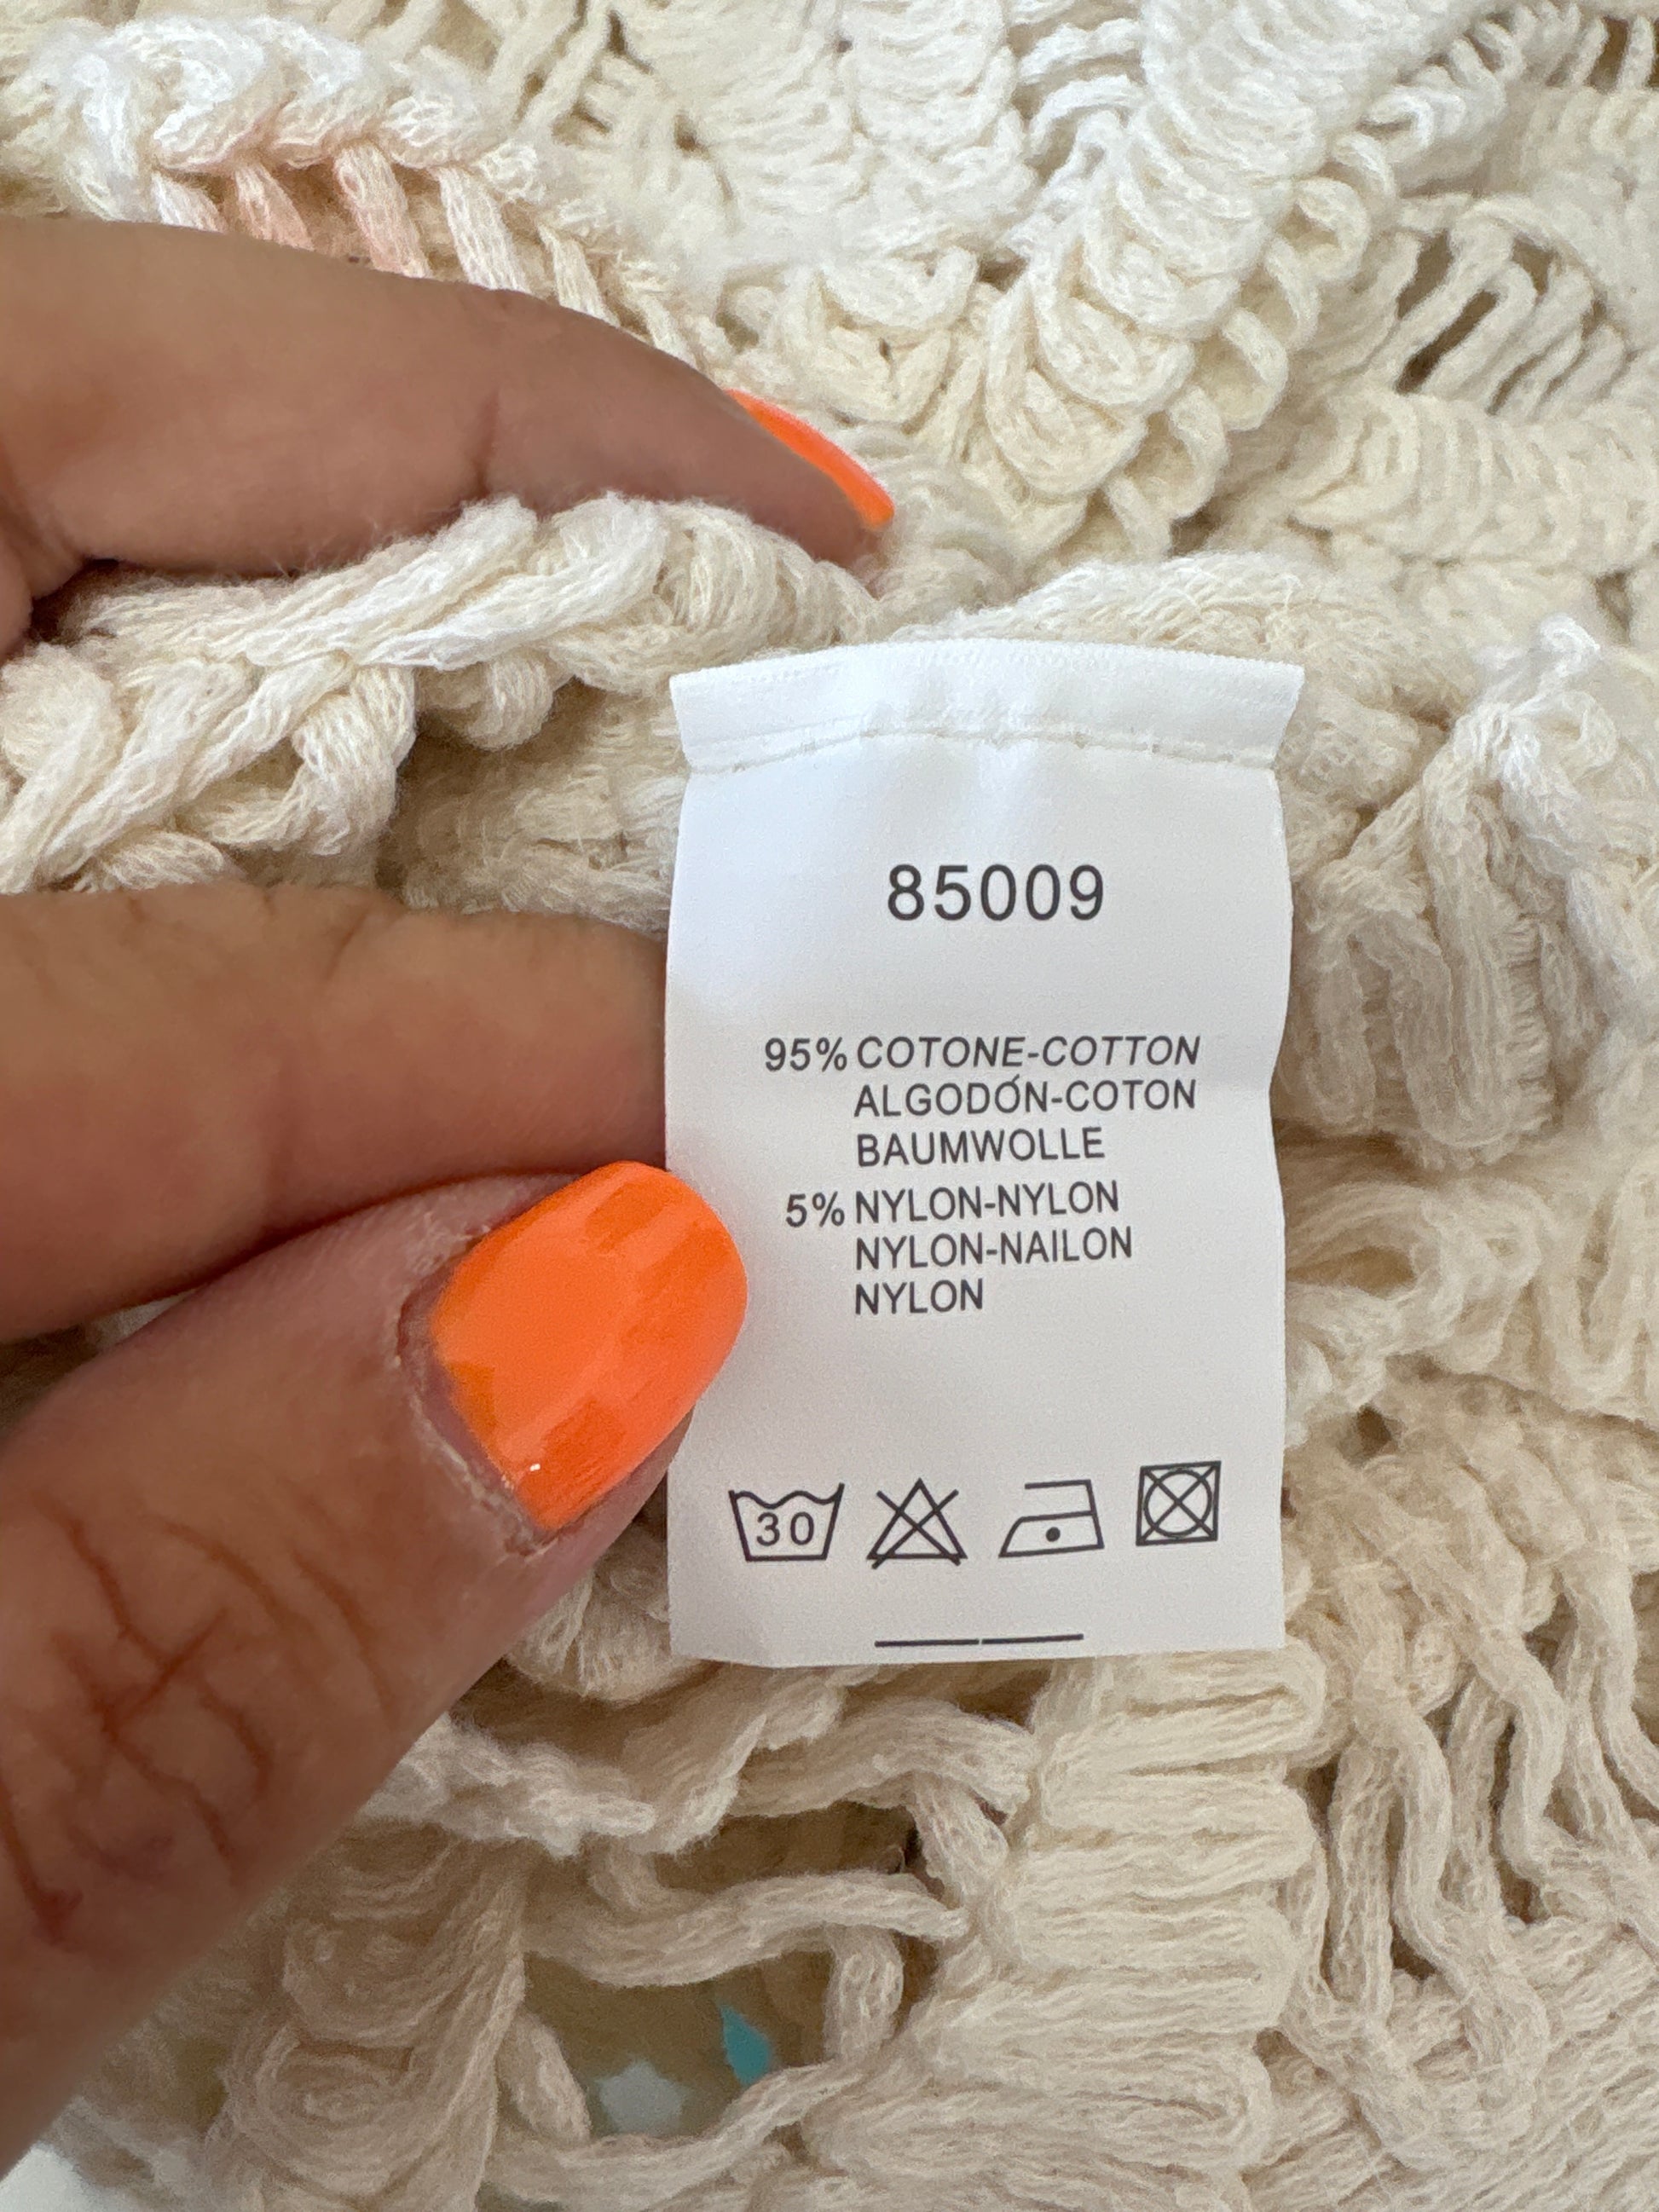 85009
95% COTONE-COTTON
ALGODÓN-COTON
BAUMWOLLE
5% NYLON-NYLON
NYLON-NAILON
NYLON
30